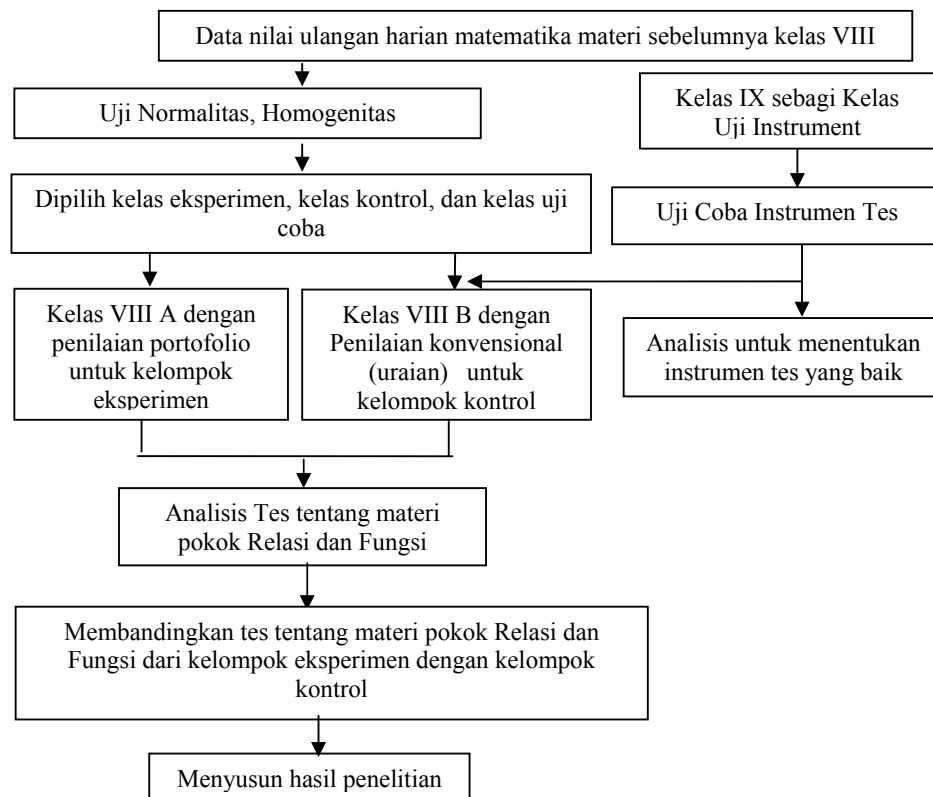 Data nilai ulangan harian matematika materi sebelumnya kelas VIII
Uji Normalitas, Homogenitas
Kelas IX sebagi Kelas
Uji Instrument
Dipilih kelas eksperimen, kelas kontrol, dan kelas uji
coba
Uji Coba Instrumen Tes
Kelas VIII A dengan
penilaian portofolio
untuk kelompok
eksperimen
Kelas VIII B dengan
Penilaian konvensional
(uraian) untuk
kelompok kontrol
Analisis untuk menentukan
instrumen tes yang baik
Analisis Tes tentang materi
pokok Relasi dan Fungsi
Membandingkan tes tentang materi pokok Relasi dan
Fungsi dari kelompok eksperimen dengan kelompok
kontrol
Menyusun hasil penelitian